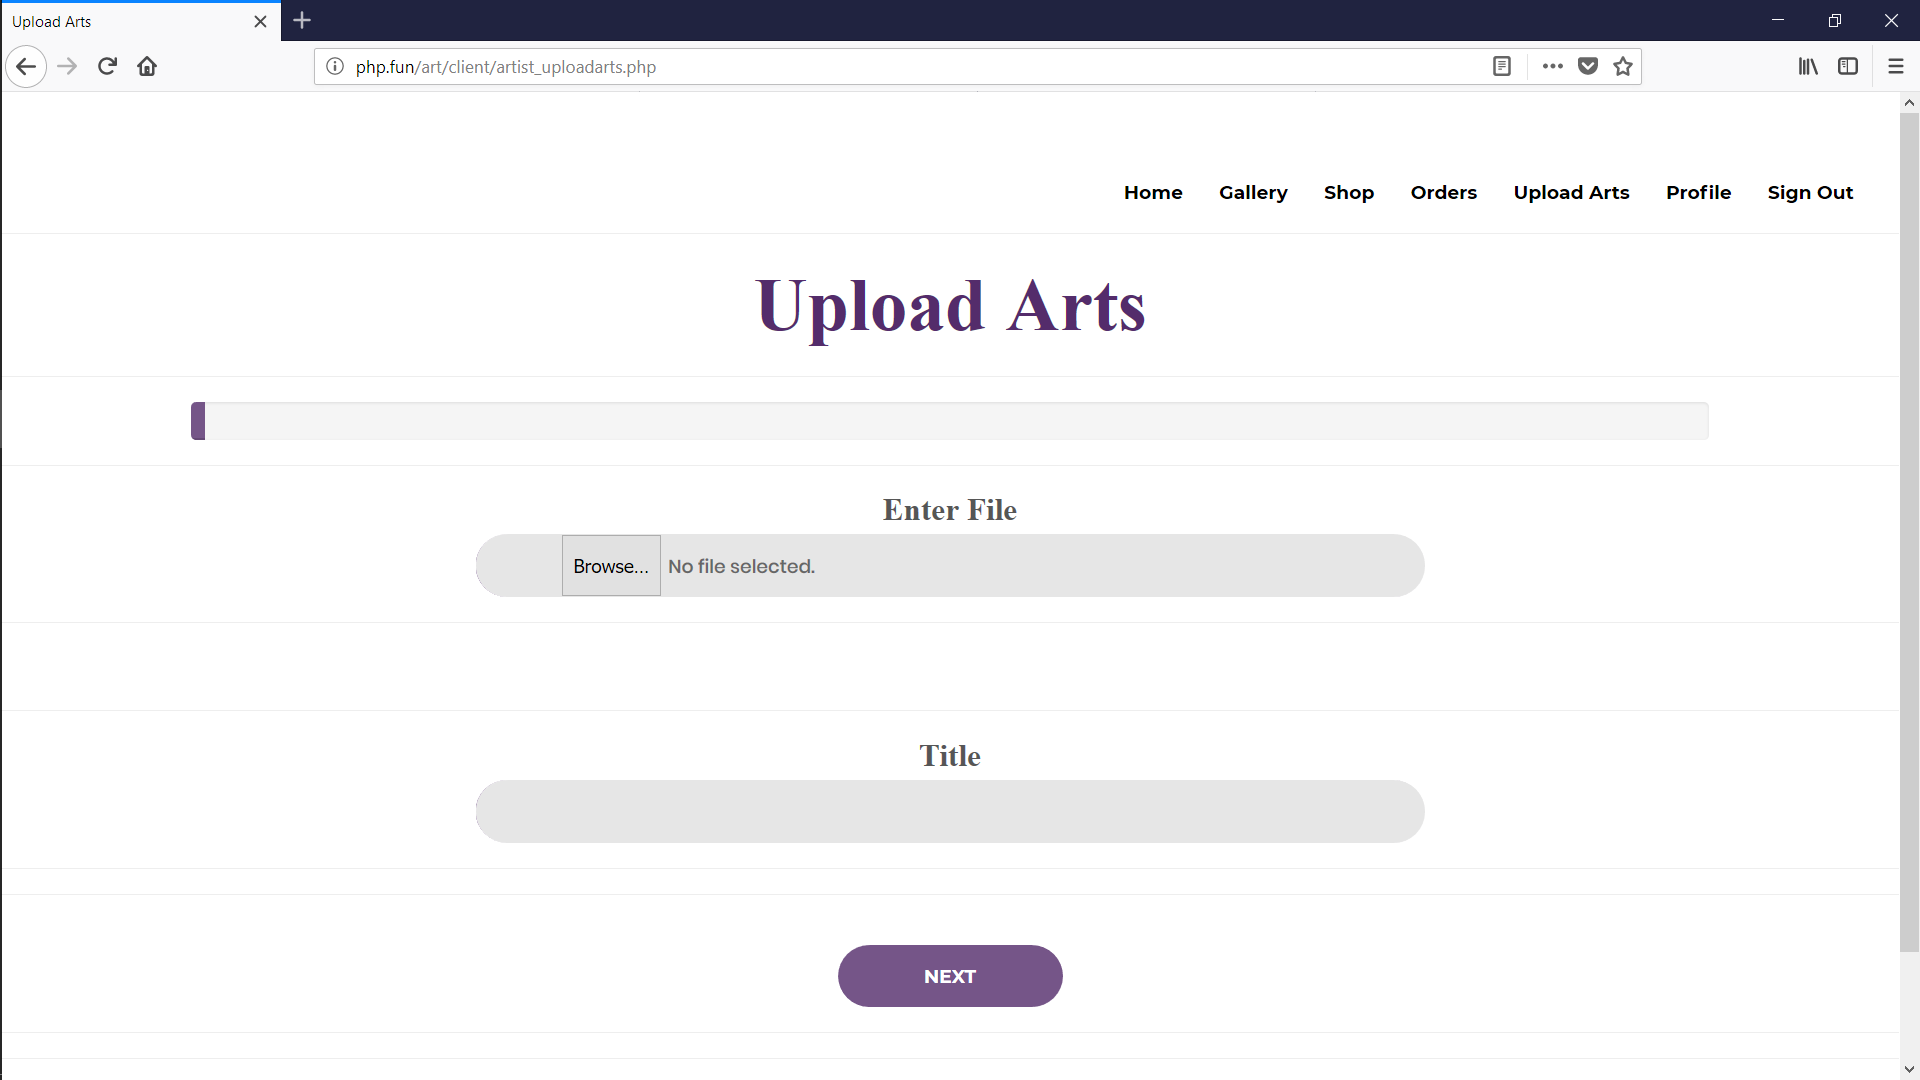 Upload Arts
php.fun/art/client/artist_uploadarts.php
Home Gallery Shop Orders Upload Arts Profile Sign Out
Upload Arts
Enter File
Browse... No file selected.
Title
NEXT